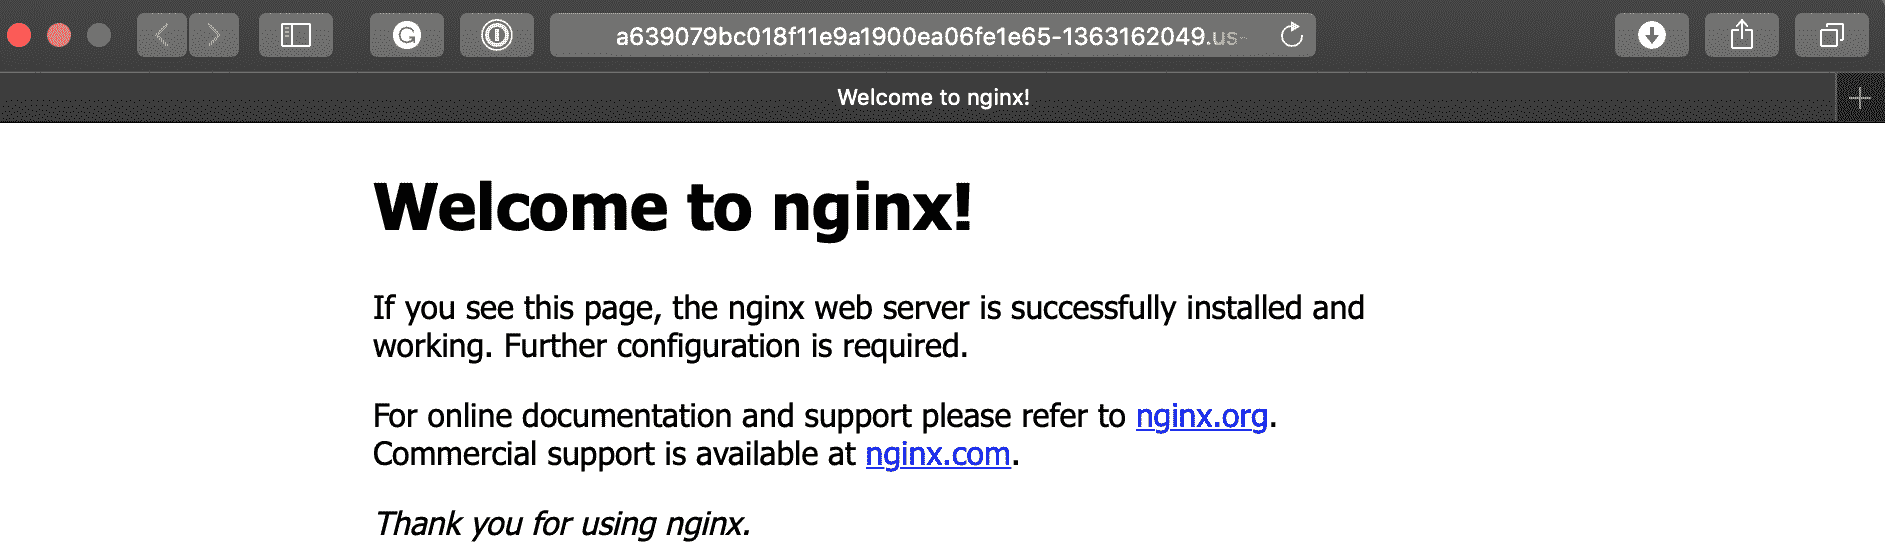 a639079bc018f11e9a1900ea06fe1e65-1363162049.us-
Welcome to nginx!
Welcome to nginx!
If you see this page, the nginx web server is successfully installed and
working. Further configuration is required.
For online documentation and support please refer to nginx.org.
Commercial support is available at nginx.com.
Thank you for using nginx.